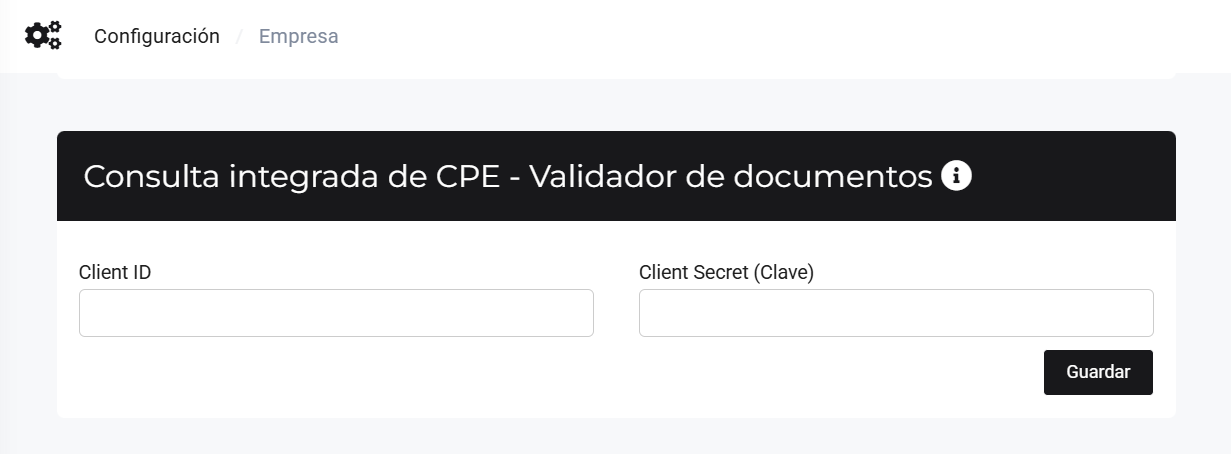 Configuración / Empresa
Consulta integrada de CPE - Validador de documentos
Client ID
Client Secret (Clave)
Guardar